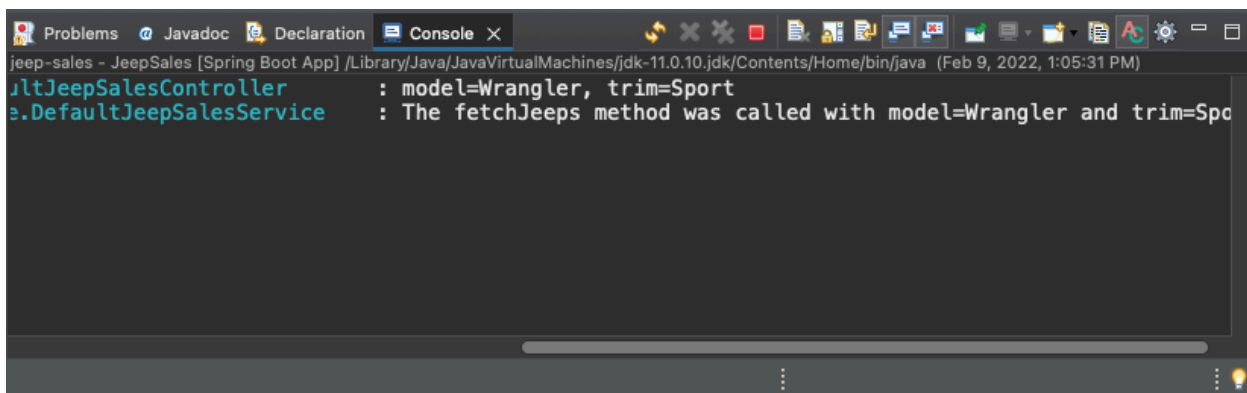 Problems @ Javadoc Declaration Console
jeep-sales - JeepSales [Spring Boot App] /Library/Java/JavaVirtualMachines/jdk-11.0.10.jdk/Contents/Home/bin/java (Feb 9, 2022, 1:05:31 PM)
ultJeepSalesController : model=Wrangler, trim=Sport
e.DefaultJeepSalesService : The fetchJeeps method was called with model=Wrangler and trim=Spo